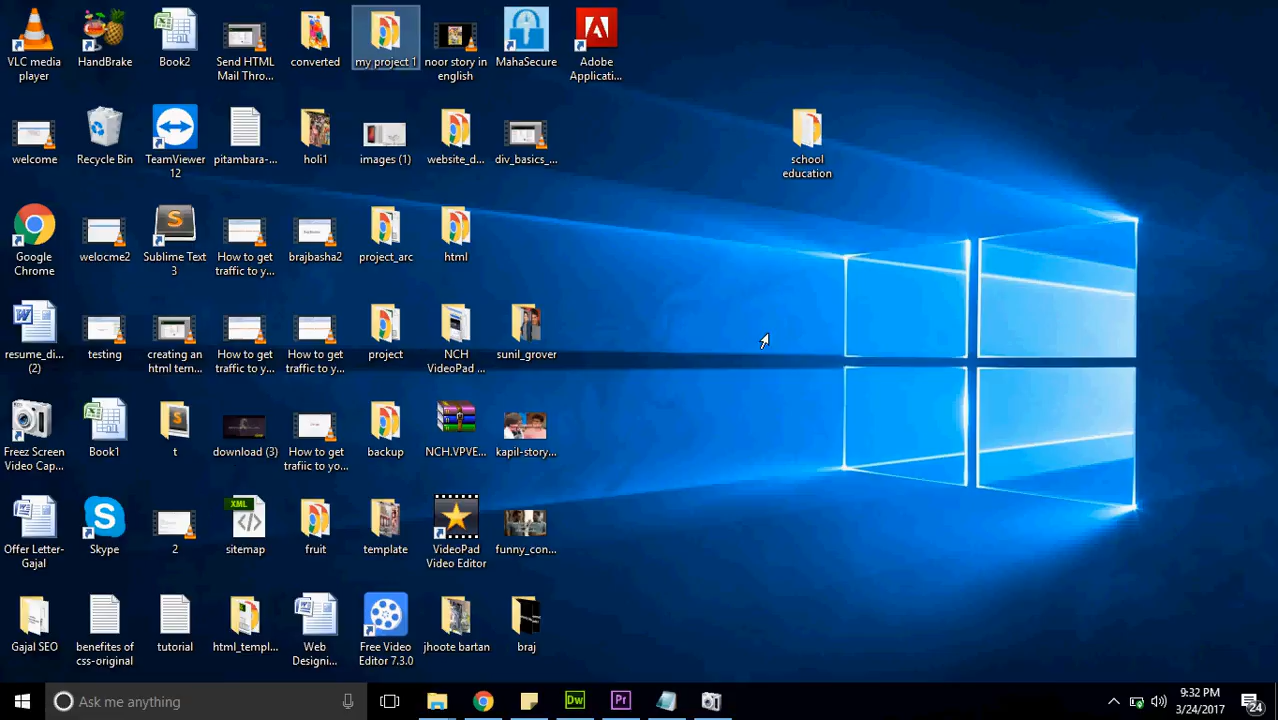 VLC media
player
HandBrake
Book2
Send HTML
Mail Thro...
converted
my project 1
noor story in
english
MahaSecure
Adobe
Applicati...
welcome
Recycle Bin
TeamViewer
12
pitambara-...
holi1
images (1)
website_d...
div_basics_...
school
education
Google
Chrome
welocme2
Sublime Text
3
How to get
traffic to y...
brajbasha2
project_arc
html
resume_di...
(2)
testing
creating an
html tem...
How to get
traffic to y...
How to get
traffic to y...
project
NCH
VideoPad ...
sunil_grover
Freez Screen
Video Cap...
Book1
t
download (3)
How to get
trafiic to yo...
backup
NCH.VPVE...
kapil-story...
Offer Letter-
Gajal
Skype
2
XML
sitemap
fruit
template
VideoPad
Video Editor
funny_con...
Gajal SEO
benefits of
css-original
tutorial
html_templ...
Web
Designi...
Free Video
Editor 7.3.0
jhoote bartan
braj
Ask me anything
Dw
Pr
9:32 PM
3/24/2017
24